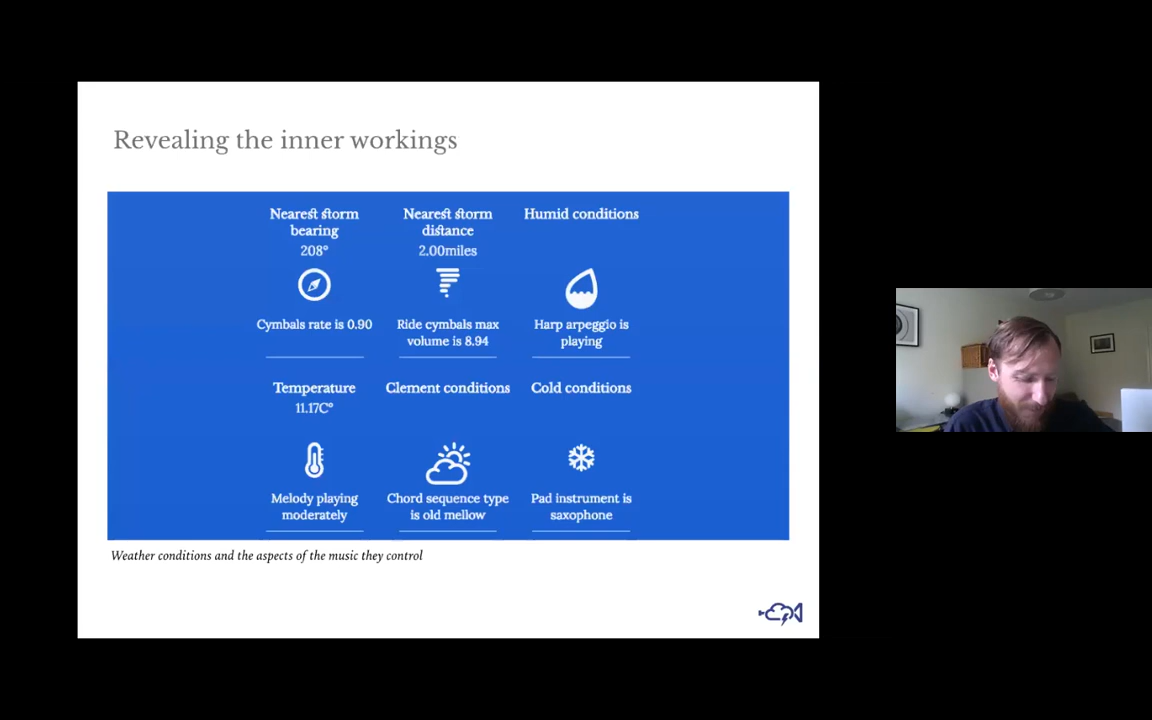 Revealing the inner workings
Nearest storm
bearing
208°
Cymbals rate is 0.90
Nearest storm
distance
2.00miles
Ride cymbals max
volume is 8.94
Humid conditions
Harp arpeggio is
playing
Temperature
11.17C°
Melody playing
moderately
Clement conditions
Chord sequence type
is old mellow
Cold conditions
Pad instrument is
saxophone
Weather conditions and the aspects of the music they control